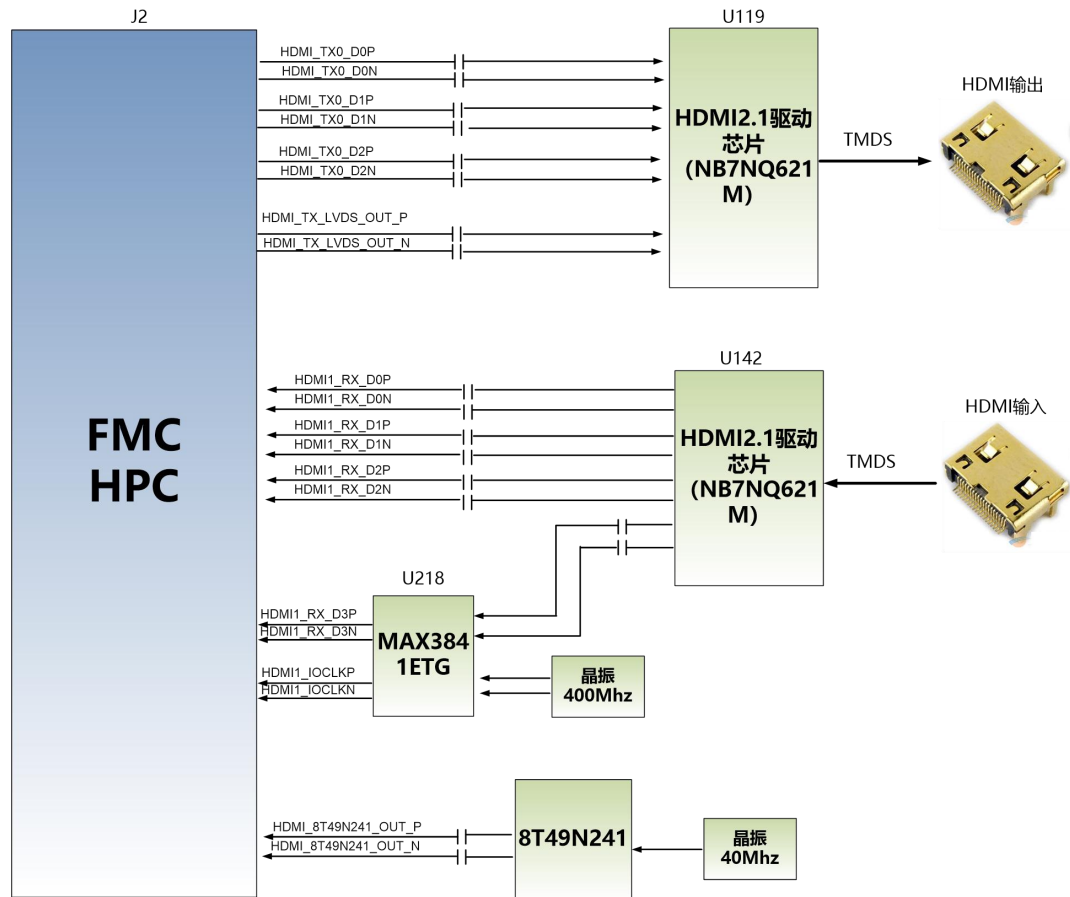 J2
U119
HDMI_TX0_D0P
HDMI_TX0_D0N
HDMI_TX0_D1P
HDMI_TX0_D1N
HDMI_TX0_D2P
HDMI_TX0_D2N
HDMI_TX_LVDS_OUT_P
HDMI_TX_LVDS_OUT_N
HDMI2.1驱动
芯片
（NB7NQ621
M）
TMDS
HDMI输出
U142
HDMI1_RX_D0P
HDMI1_RX_D0N
HDMI1_RX_D1P
HDMI1_RX_D1N
HDMI1_RX_D2P
HDMI1_RX_D2N
HDMI2.1驱动
芯片
（NB7NQ621
M）
TMDS
HDMI输入
FMC
HPC
U218
HDMI1_RX_D3P
HDMI1_RX_D3N
HDMI1_IOCLKP
HDMI1_IOCLKN
MAX384
1ETG
晶振
400Mhz
HDMI_8T49N241_OUT_P
HDMI_8T49N241_OUT_N
8T49N241
晶振
40Mhz